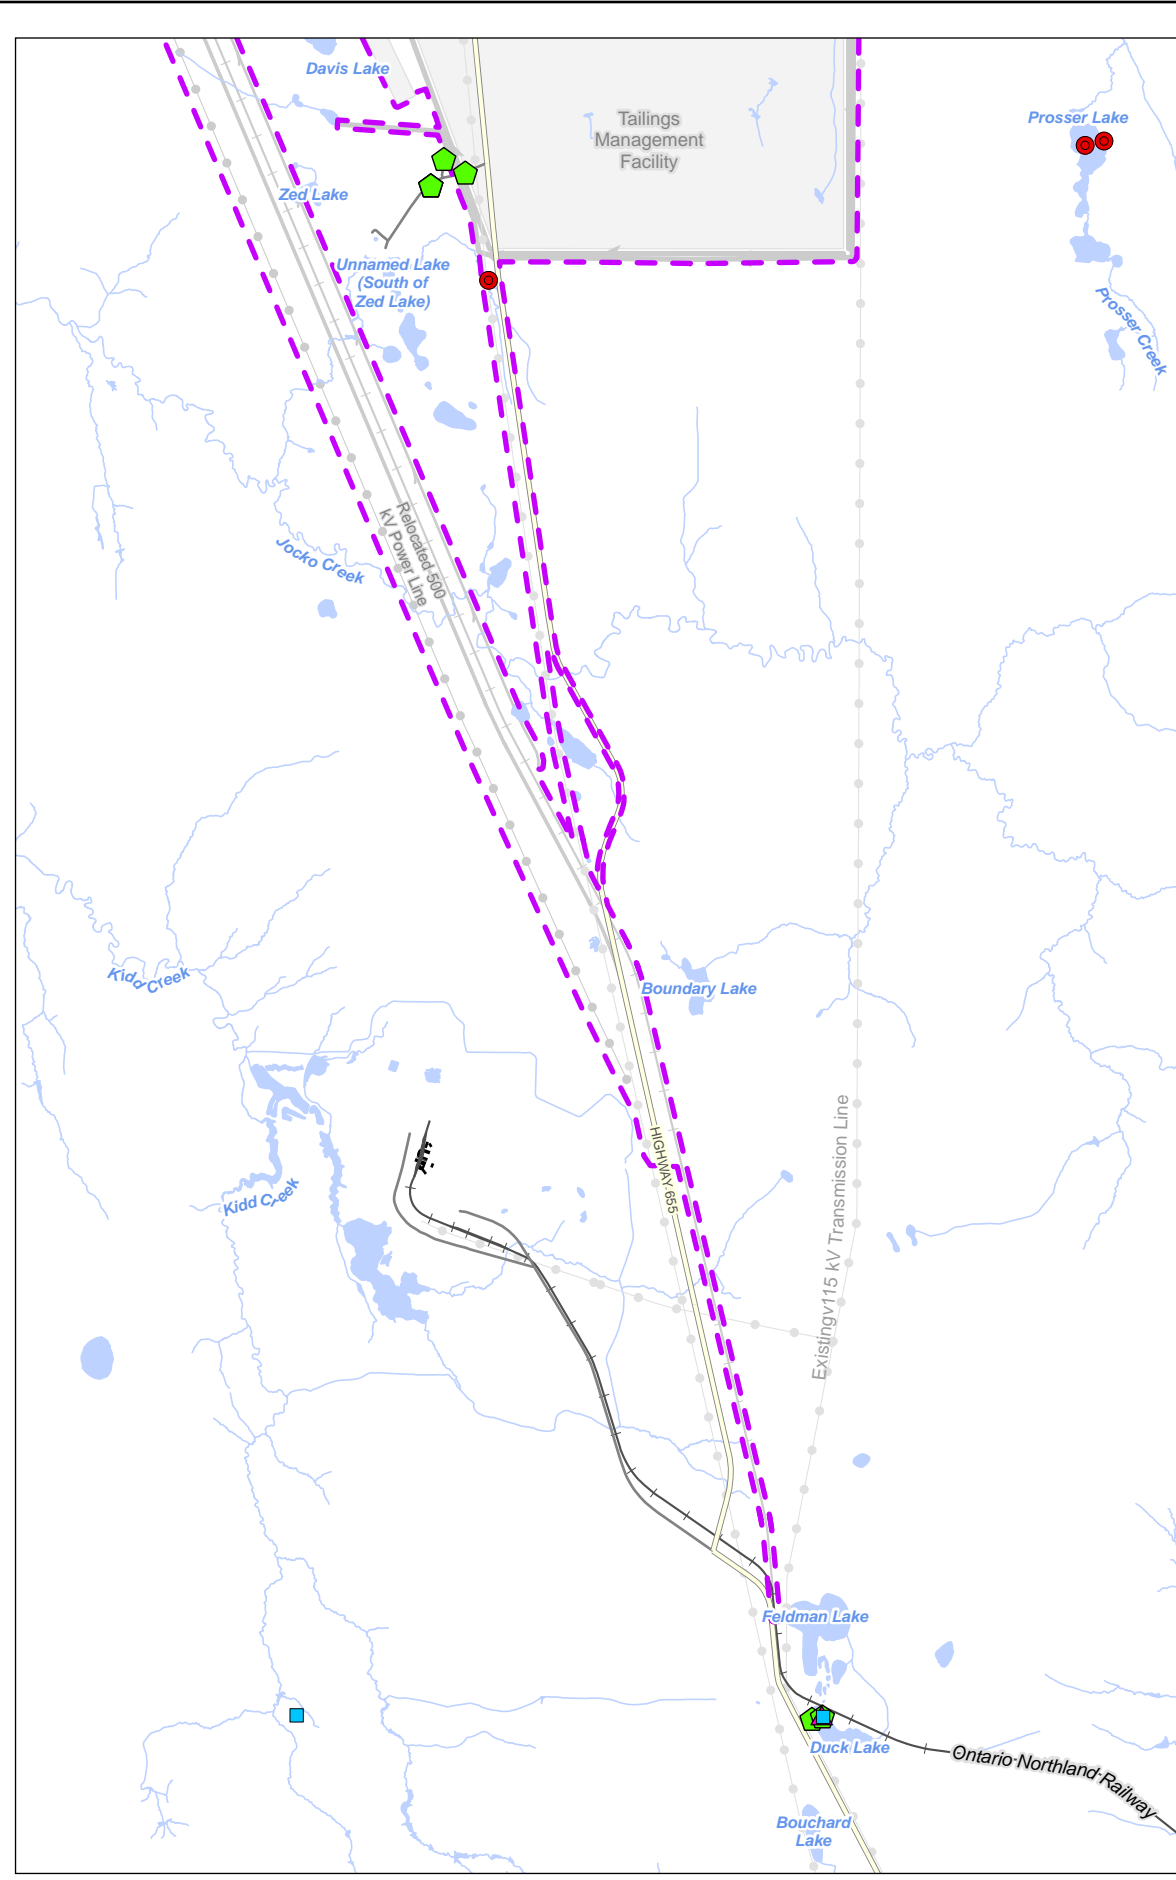 Davis Lake
Tailings
Management
Facility
Prosser Lake
Zed Lake
Unnamed Lake
(South of
Zed Lake)
Prosser Creek
Relocated 500
kV Power Line
Jocko Creek
Kidd Creek
Boundary Lake
HIGHWAY 655
Existingv115 kV Transmission Line
Kidd Creek
Feldman Lake
Duck Lake
Ontario Northland Railway
Bouchard
Lake